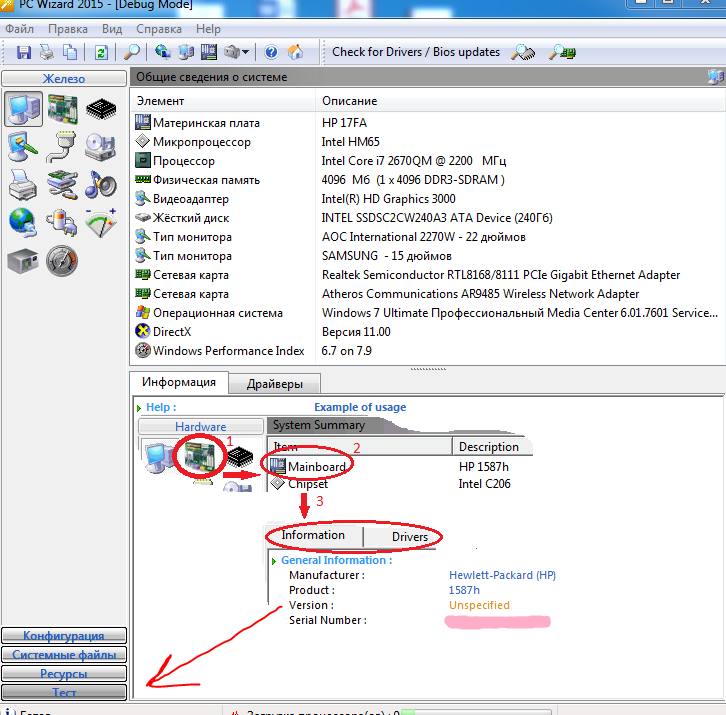 PC Wizard 2015 - [Debug Mode]
Файл Правка Вид Справка Help
Check for Drivers / Bios updates
Железо
Общие сведения о системе
Элемент Описание
Материнская плата HP 17FA
Микропроцессор Intel HM65
Процессор Intel Core i7 2670QM @ 2200 МГц
Физическая память 4096 Мб (1 x 4096 DDR3-SDRAM )
Видеоадаптер Intel(R) HD Graphics 3000
Жёсткий диск INTEL SSDSC2CW240A3 ATA Device (240Гб)
Тип монитора AOC International 2270W - 22 дюймов
Тип монитора SAMSUNG - 15 дюймов
Сетевая карта Realtek Semiconductor RTL8168/8111 PCIe Gigabit Ethernet Adapter
Сетевая карта Atheros Communications AR9485 Wireless Network Adapter
Операционная система Windows 7 Ultimate Профессиональный Media Center 6.01.7601 Service...
DirectX Версия 11.00
Windows Performance Index 6.7 on 7.9
Информация Драйверы
Help : Example of usage
Hardware System Summary
1 Item 2 Description
Mainboard HP 1587h
Chipset Intel C206
3
Information Drivers
General Information :
Manufacturer : Hewlett-Packard (HP)
Product : 1587h
Version : Unspecified
Serial Number :
Конфигурация
Системные файлы
Ресурсы
Тест
Готов Загрузка процессора(ов) : 0